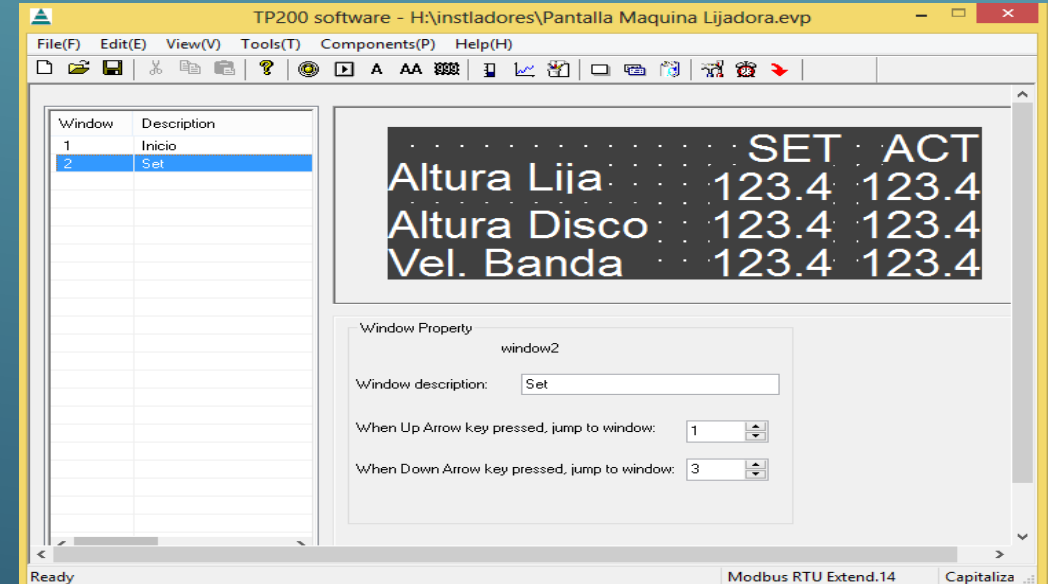 TP200 software - H:\instladores\Pantalla Maquina Lijadora.evp
File(F) Edit(E) View(V) Tools(T) Components(P) Help(H)
A AA
Window Description
1 Inicio
2 Set
SET ACT
Altura Lija 123.4 123.4
Altura Disco 123.4 123.4
Vel. Banda 123.4 123.4
Window Property
window2
Window description: Set
When Up Arrow key pressed, jump to window: 1
When Down Arrow key pressed, jump to window: 3
Ready Modbus RTU Extend.14 Capitaliza